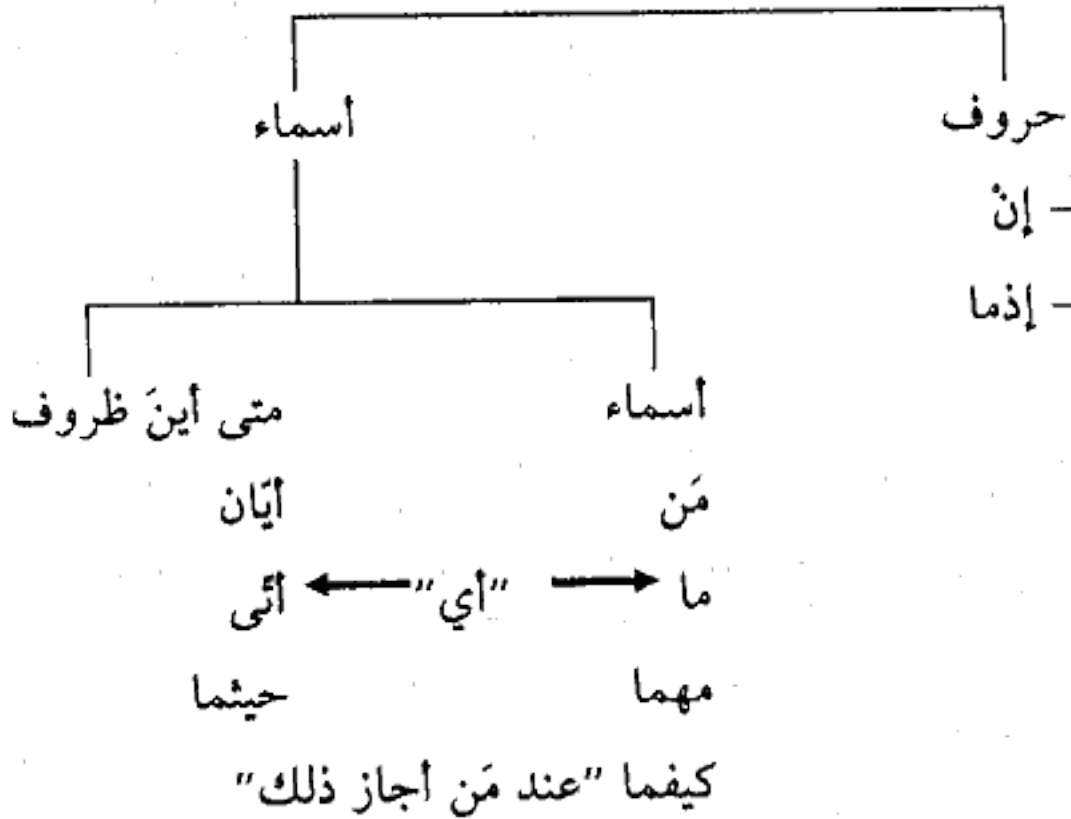 حروف
أسماء
– إنْ
– إذما
أسماء
متى أينَ ظروف
مَن
أيّان
ما
"أي"
أنّى
مهما
حيثما
كيفما "عند مَن أجاز ذلك"